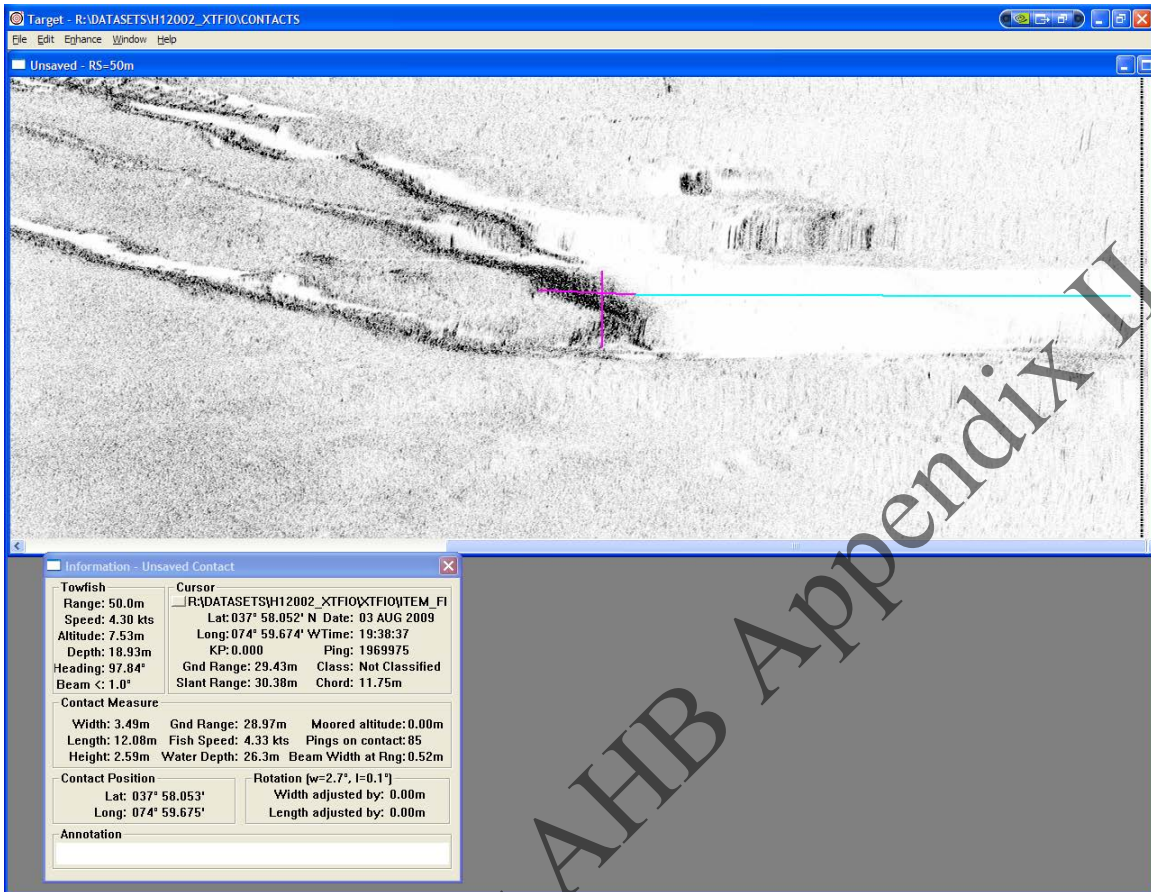 Target - R:\DATASETS\H12002_XTFIO\CONTACTS
File Edit Enhance Window Help
Unsaved - RS=50m
Information - Unsaved Contact
Towfish
Range: 50.0m
Speed: 4.30 kts
Altitude: 7.53m
Depth: 18.93m
Heading: 97.84°
Beam <: 1.0°
Cursor
R:\DATASETS\H12002_XTFIO\XTFIO\ITEM_FI
Lat: 037° 58.052' N Date: 03 AUG 2009
Long: 074° 59.674' W Time: 19:38:37
KP: 0.000 Ping: 1969975
Gnd Range: 29.43m Class: Not Classified
Slant Range: 30.38m Chord: 11.75m
Contact Measure
Width: 3.49m Gnd Range: 28.97m Moored altitude: 0.00m
Length: 12.08m Fish Speed: 4.33 kts Pings on contact: 85
Height: 2.59m Water Depth: 26.3m Beam Width at Rng: 0.52m
Contact Position
Lat: 037° 58.053'
Long: 074° 59.675'
Rotation (w=2.7°, l=0.1°)
Width adjusted by: 0.00m
Length adjusted by: 0.00m
Annotation
AHB Appendix II